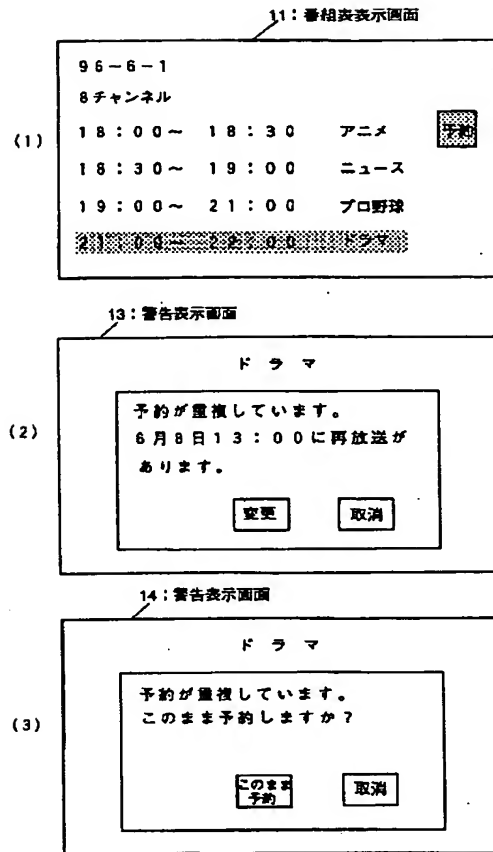 11：番組表表示画面
(1)
96－6－1
8チャンネル
18：00～ 18：30 アニメ 予約
18：30～ 19：00 ニュース
19：00～ 21：00 プロ野球
21：00～ 22：00 ドラマ
13：警告表示画面
(2)
ドラマ
予約が重複しています。
6月8日13：00に再放送が
あります。
変更 取消
14：警告表示画面
(3)
ドラマ
予約が重複しています。
このまま予約しますか？
このまま
予約
取消